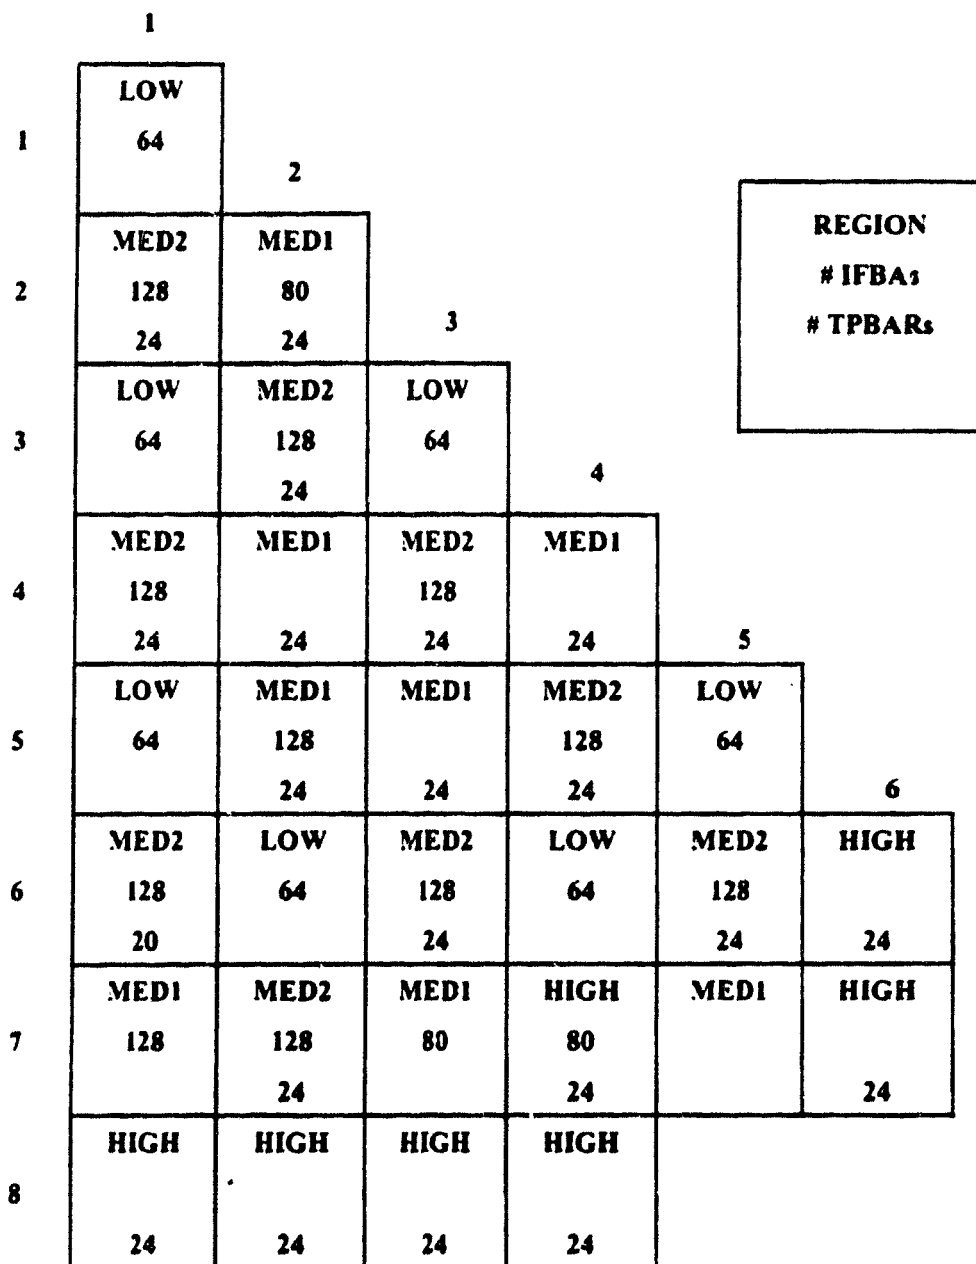 1
LOW
1 64
2
MED2 MED1
2 128 80
24 24
3
LOW MED2 LOW
3 64 128 64
24
4
MED2 MED1 MED2 MED1
4 128 128
24 24 24 24
5
LOW MED1 MED1 MED2 LOW
5 64 128 128 64
24 24 24
6
MED2 LOW MED2 LOW MED2 HIGH
6 128 64 128 64 128
20 24 24 24
MED1 MED2 MED1 HIGH MED1 HIGH
7 128 128 80 80
24 24 24
HIGH HIGH HIGH HIGH
8
24 24 24 24
REGION
# IFBAs
# TPBARs